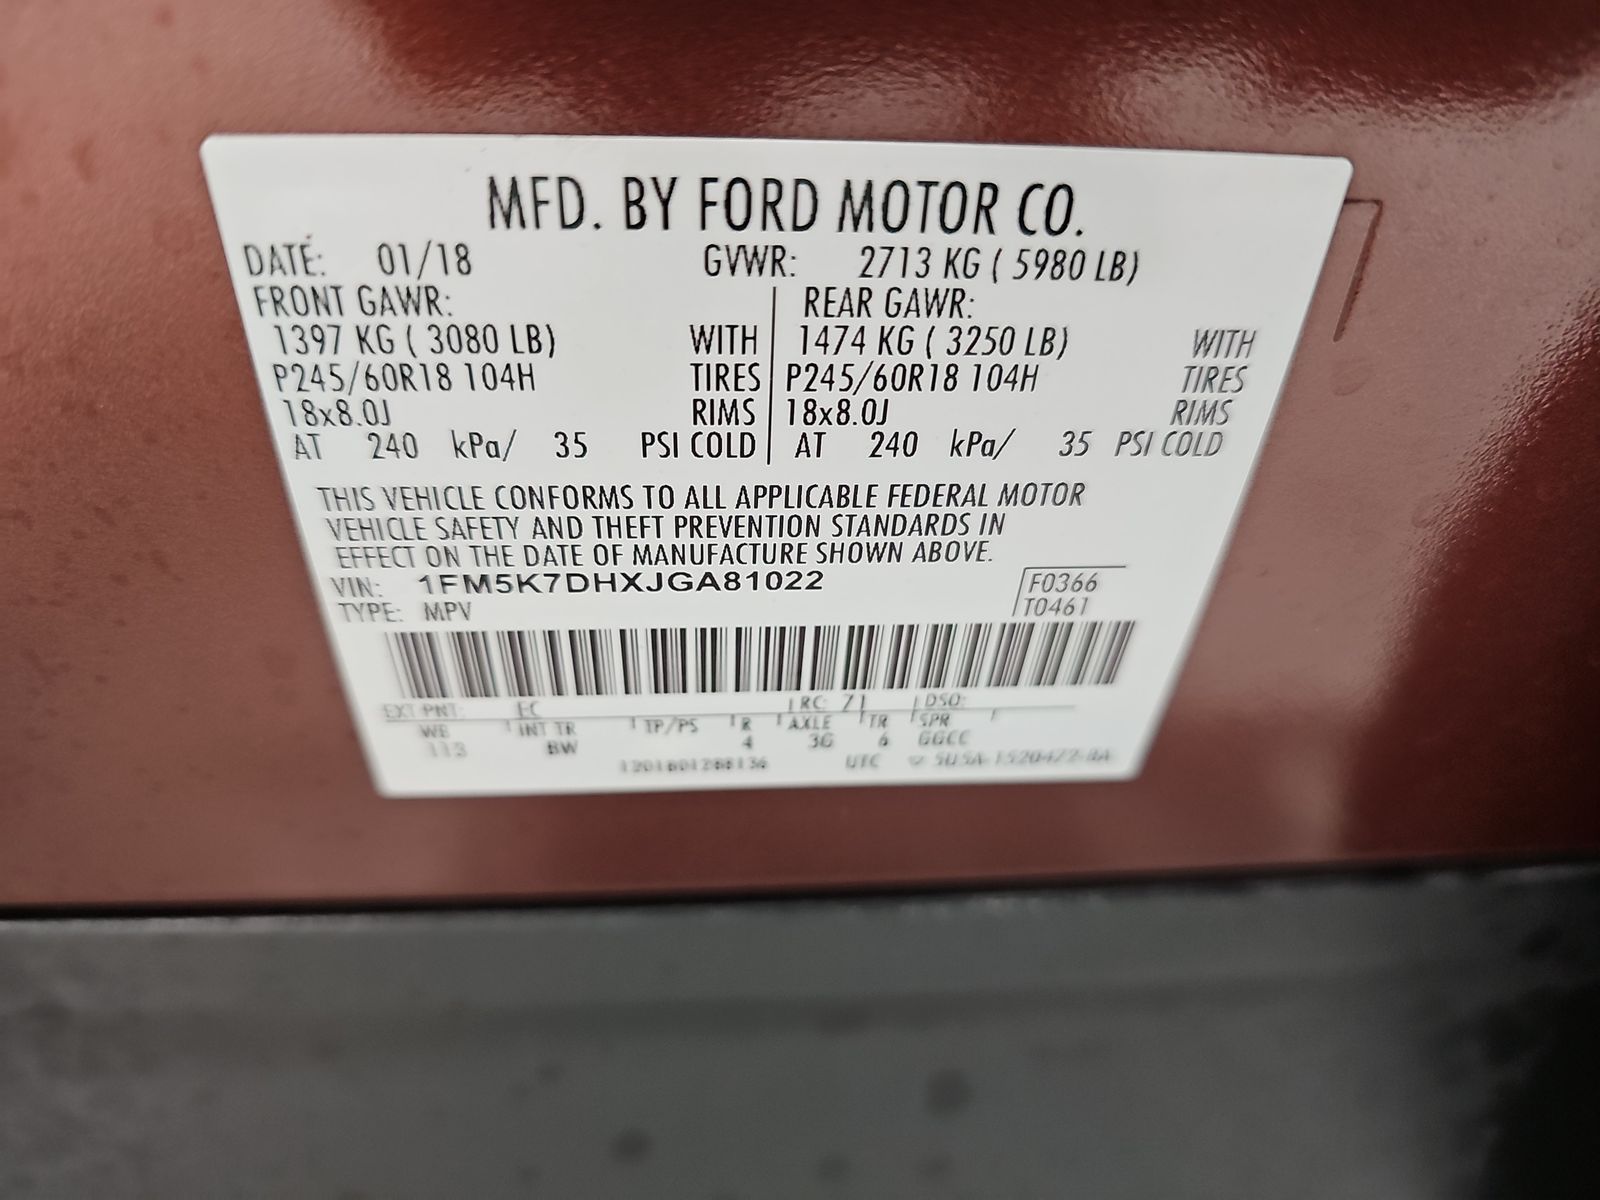 MFD. BY FORD MOTOR CO.
DATE: 01/18 GVWR: 2713 KG ( 5980 LB)
FRONT GAWR: REAR GAWR:
1397 KG ( 3080 LB) WITH 1474 KG ( 3250 LB) WITH
P245/60R18 104H TIRES P245/60R18 104H TIRES
18x8.0J RIMS 18x8.0J RIMS
AT 240 kPa/ 35 PSI COLD AT 240 kPa/ 35 PSI COLD
THIS VEHICLE CONFORMS TO ALL APPLICABLE FEDERAL MOTOR
VEHICLE SAFETY AND THEFT PREVENTION STANDARDS IN
EFFECT ON THE DATE OF MANUFACTURE SHOWN ABOVE.
VIN: 1FM5K7DHXJGA81022 F0366
TYPE: MPV T0461
EXT PNT: EC RC: 71 DSO:
WB INT TR TP/PS R AXLE TR SPR
113 BW 4 3G 6 GGCC
UTC